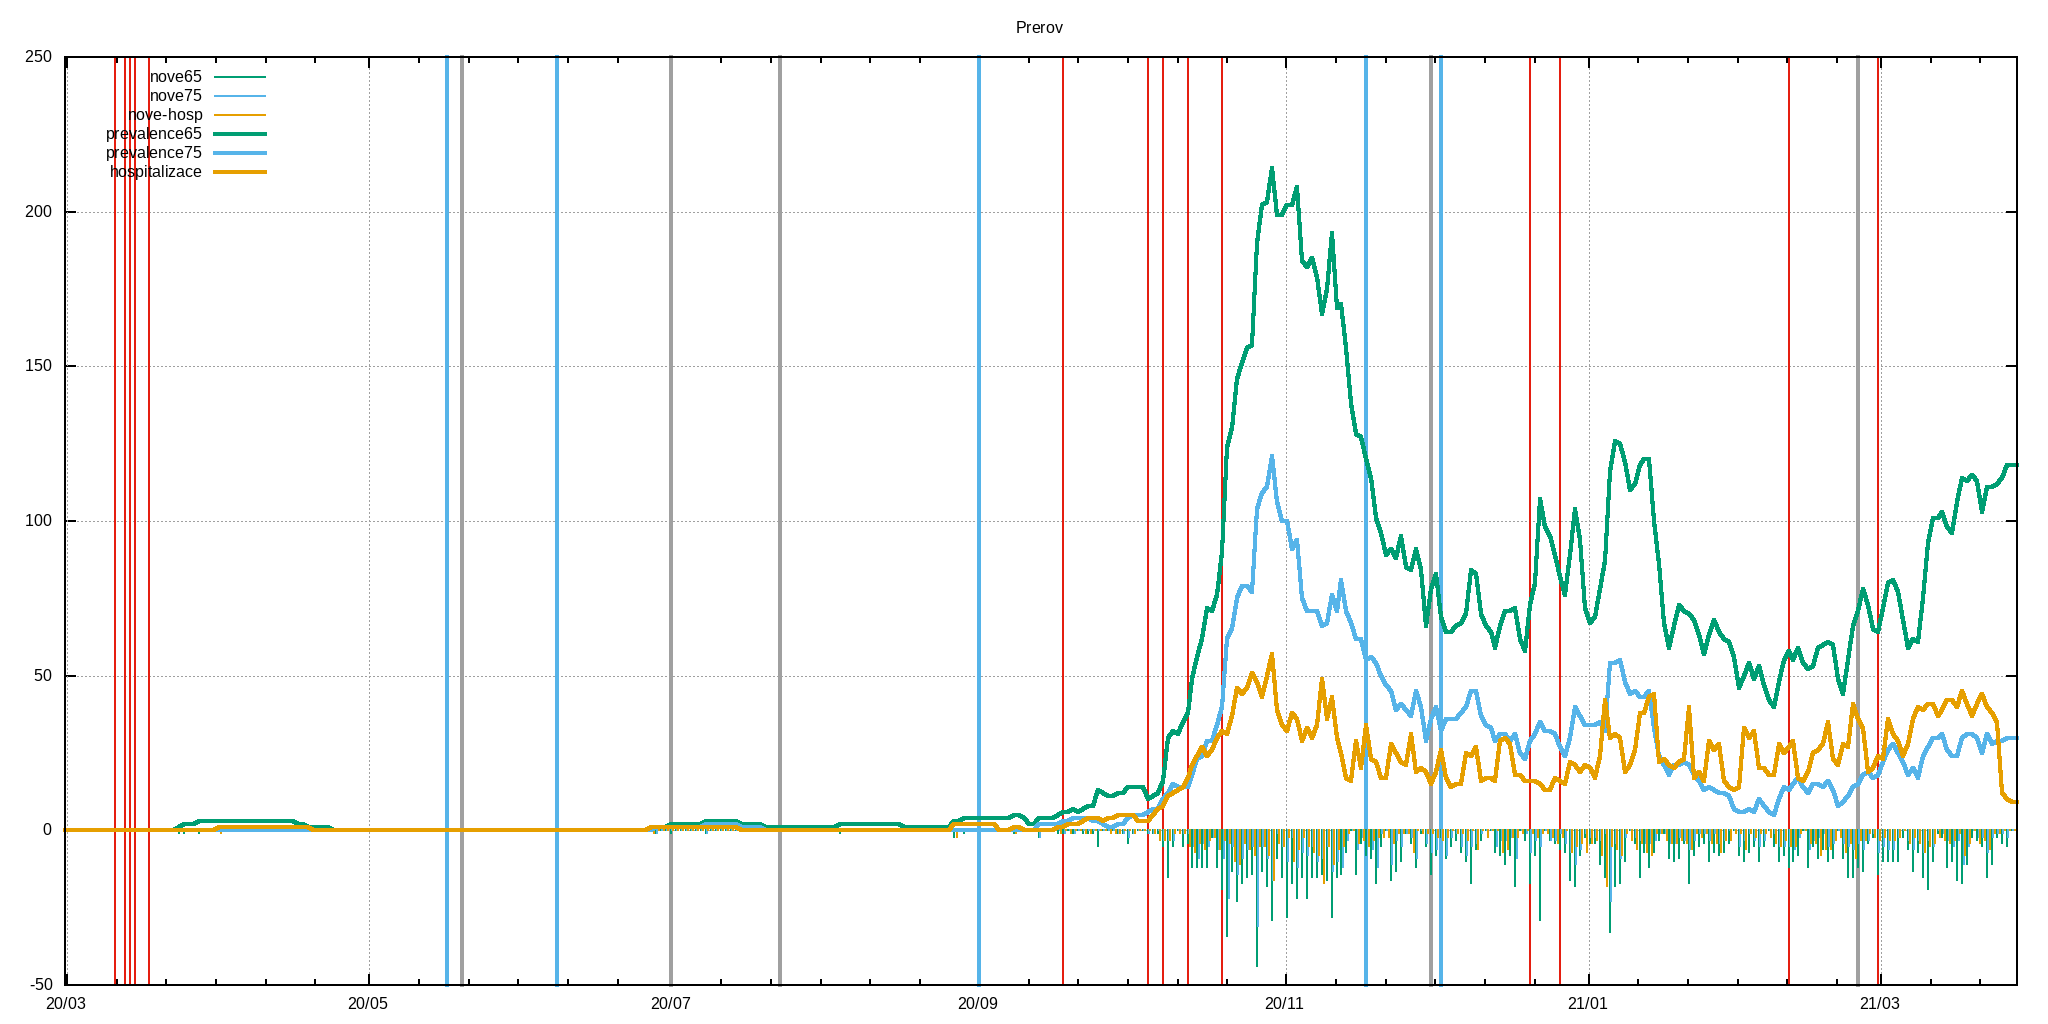 Prerov
250
200
150
100
50
0
-50
nove65
nove75
nove-hosp
prevalence65
prevalence75
hospitalizace
20/03 20/05 20/07 20/09 20/11 21/01 21/03